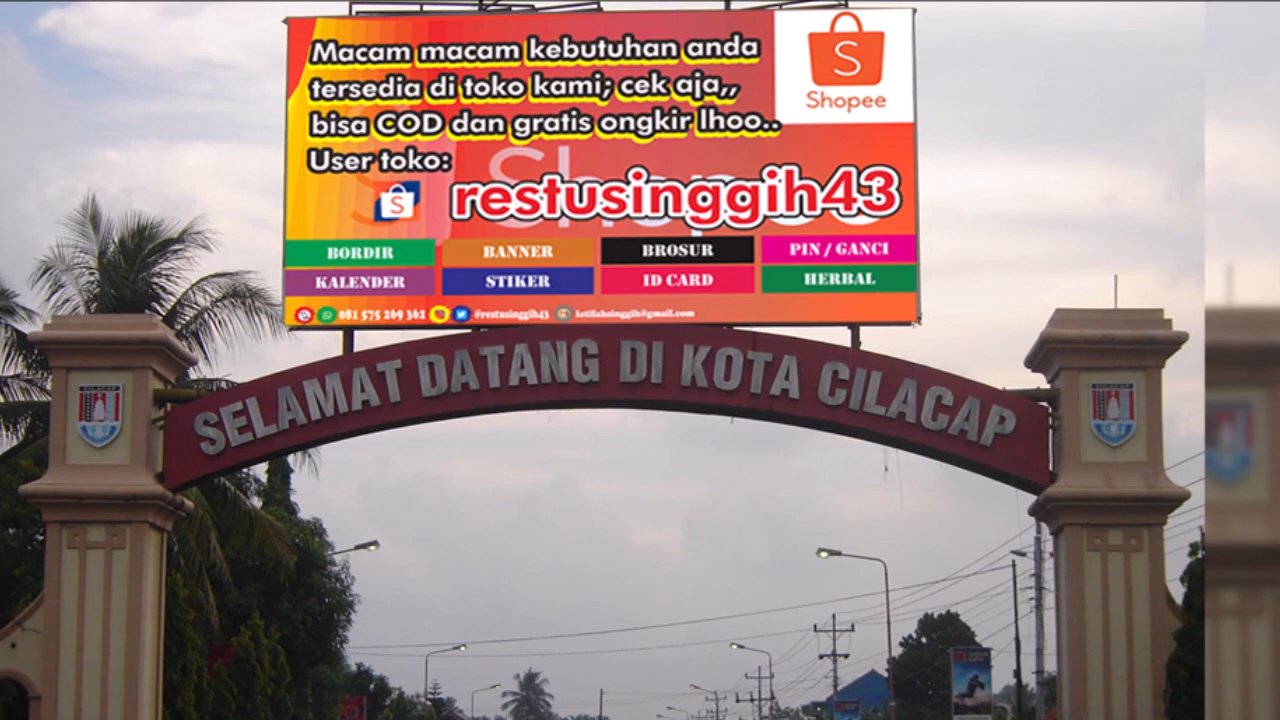 Macam macam kebutuhan anda
tersedia di toko kami; cek aja,,
bisa COD dan gratis ongkir lhoo..
User toko:
restusinggih43
S
Shopee
BORDIR
BANNER
BROSUR
PIN / GANCI
KALENDER
STIKER
ID CARD
HERBAL
081 575 269 362
#restusinggih43
latifahsinggih@gmail.com
SELAMAT DATANG DI KOTA CILACAP
CILACAP
CILACAP